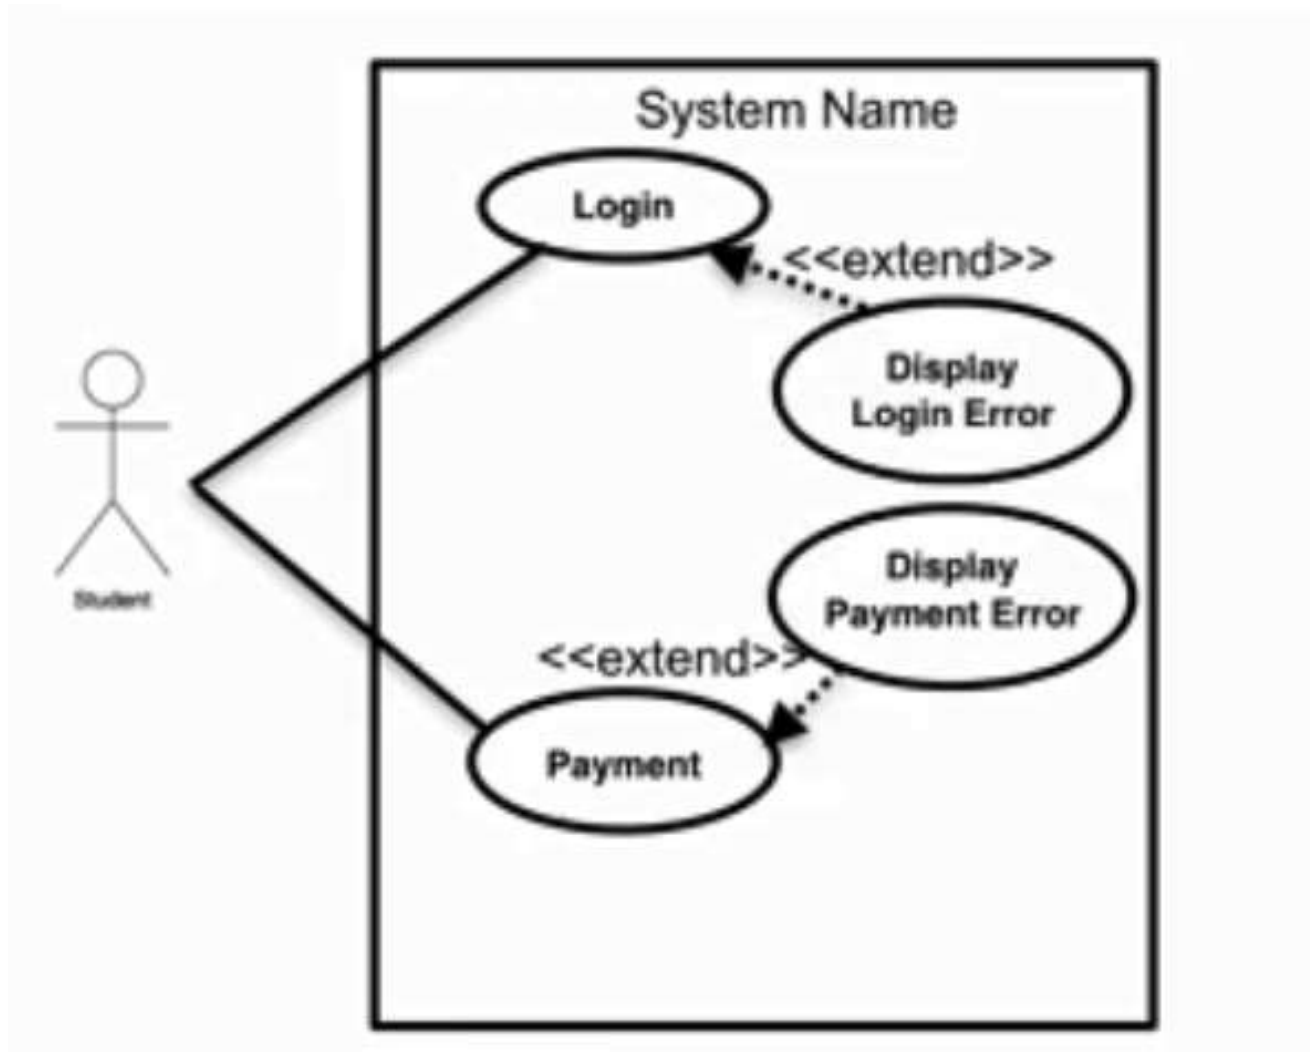 System Name
Login
<<extend>>
Display
Login Error
Student
Display
Payment Error
<<extend>>
Payment